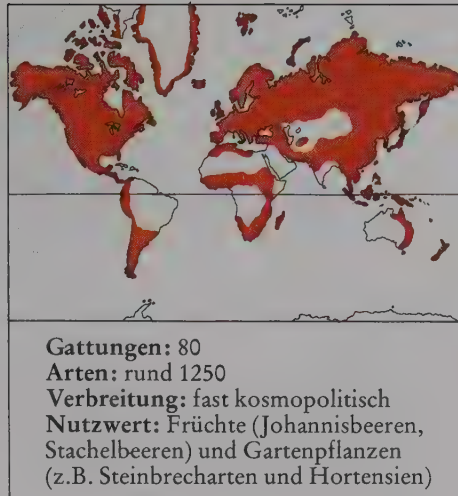 Gattungen: 80
Arten: rund 1250
Verbreitung: fast kosmopolitisch
Nutzwert: Früchte (Johannisbeeren,
Stachelbeeren) und Gartenpflanzen
(z.B. Steinbrecharten und Hortensien)